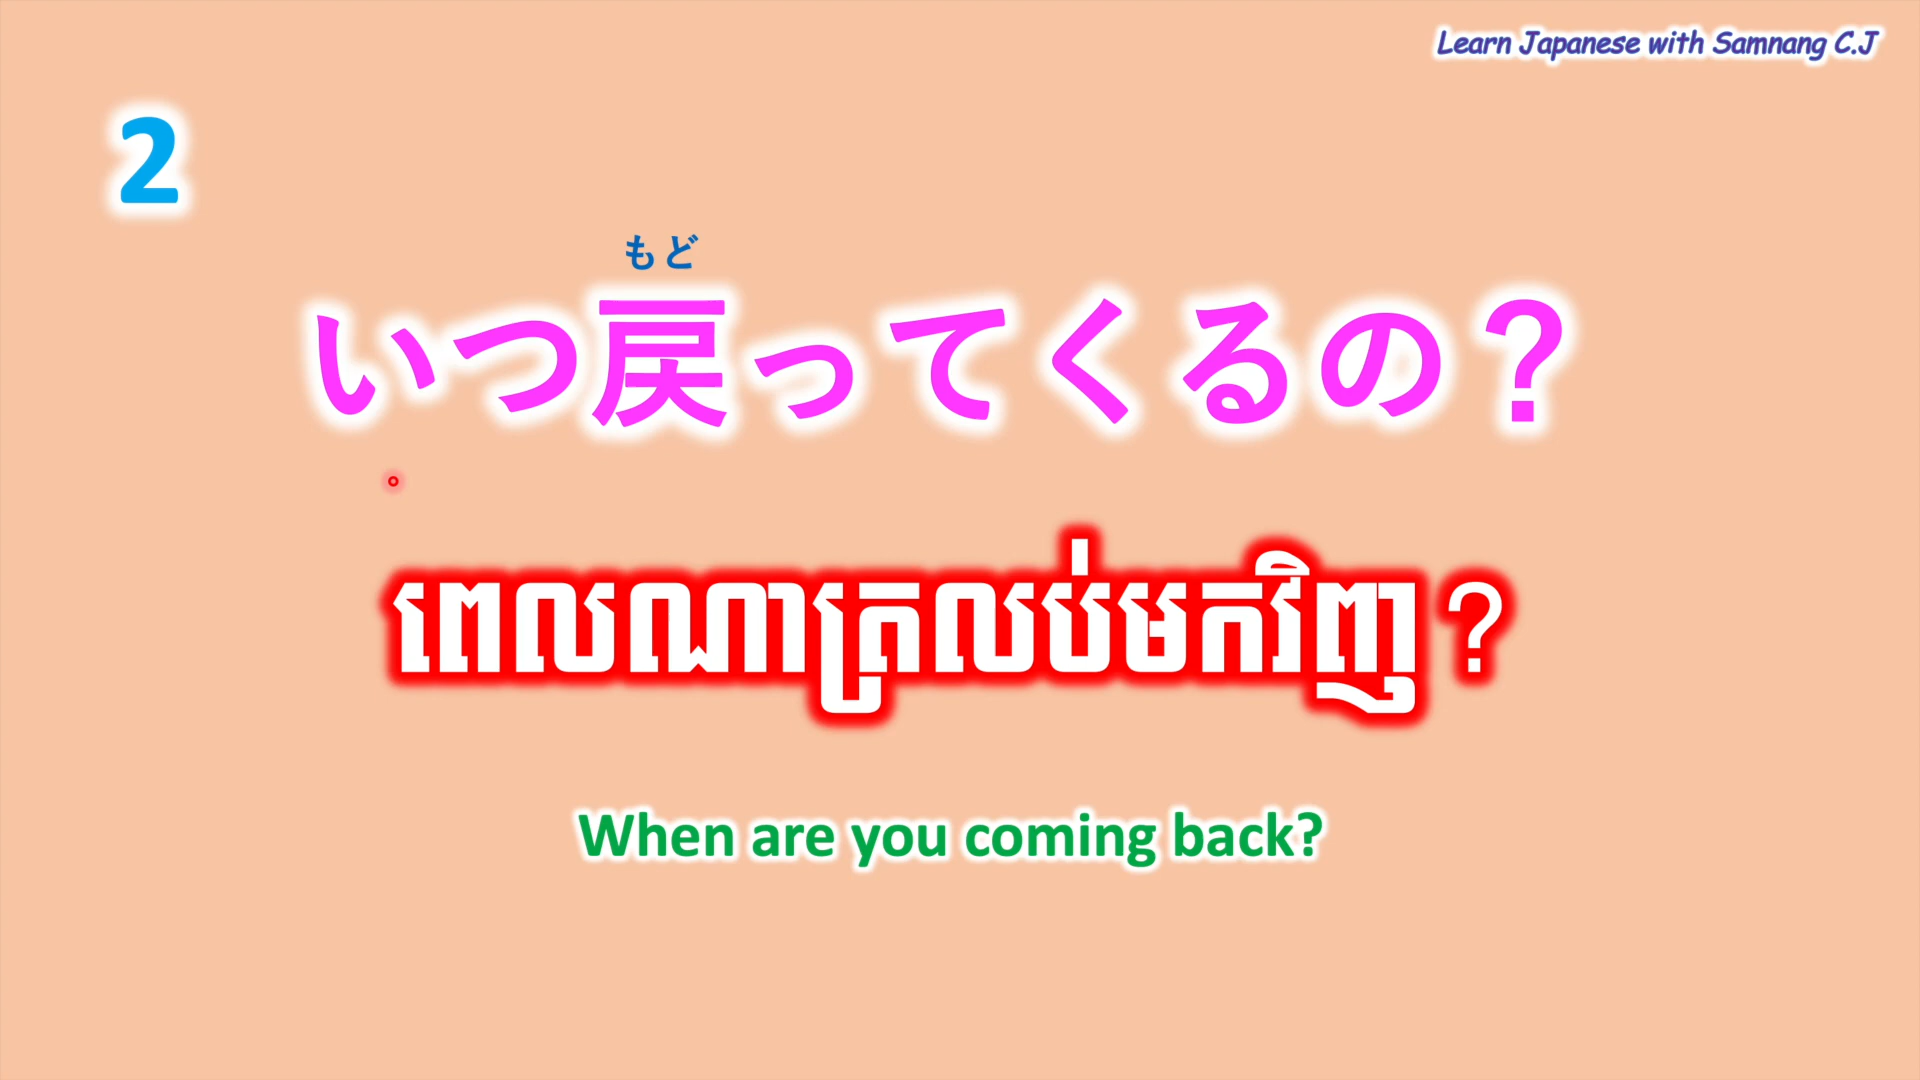 Learn Japanese with Samnang C.J
2
もど
いつ戻ってくるの？
ពេលណាត្រលប់មកវិញ?
When are you coming back?